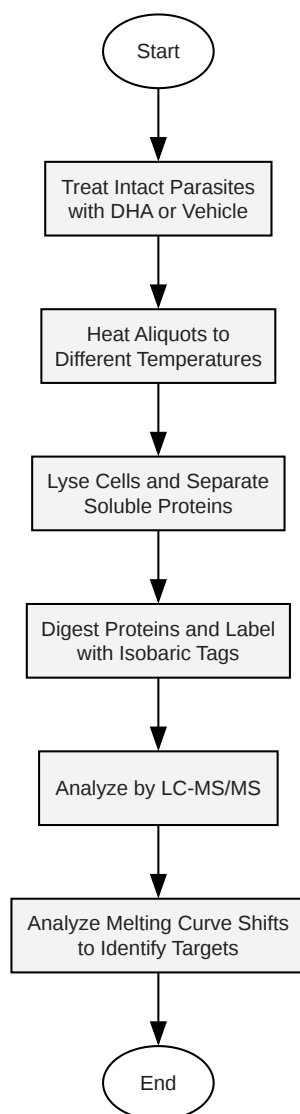 Start
Treat Intact Parasites
with DHA or Vehicle
Heat Aliquots to
Different Temperatures
Lyse Cells and Separate
Soluble Proteins
Digest Proteins and Label
with Isobaric Tags
Analyze by LC-MS/MS
Analyze Melting Curve Shifts
to Identify Targets
End